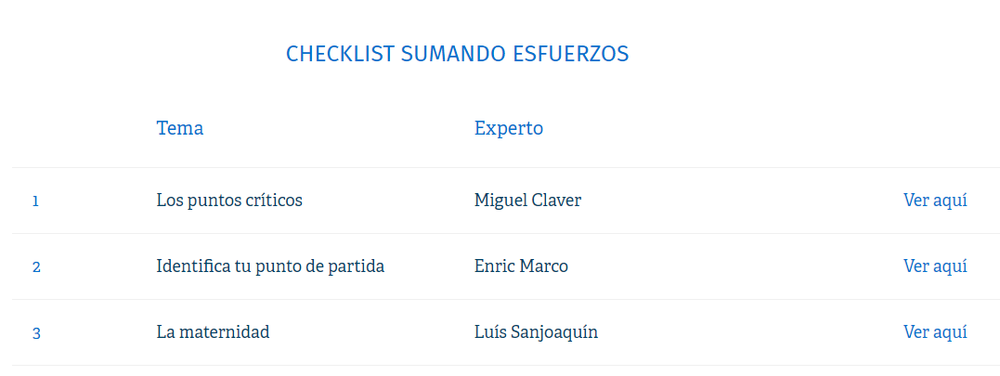 CHECKLIST SUMANDO ESFUERZOS
Tema Experto
1 Los puntos críticos Miguel Claver Ver aquí
2 Identifica tu punto de partida Enric Marco Ver aquí
3 La maternidad Luís Sanjoaquín Ver aquí